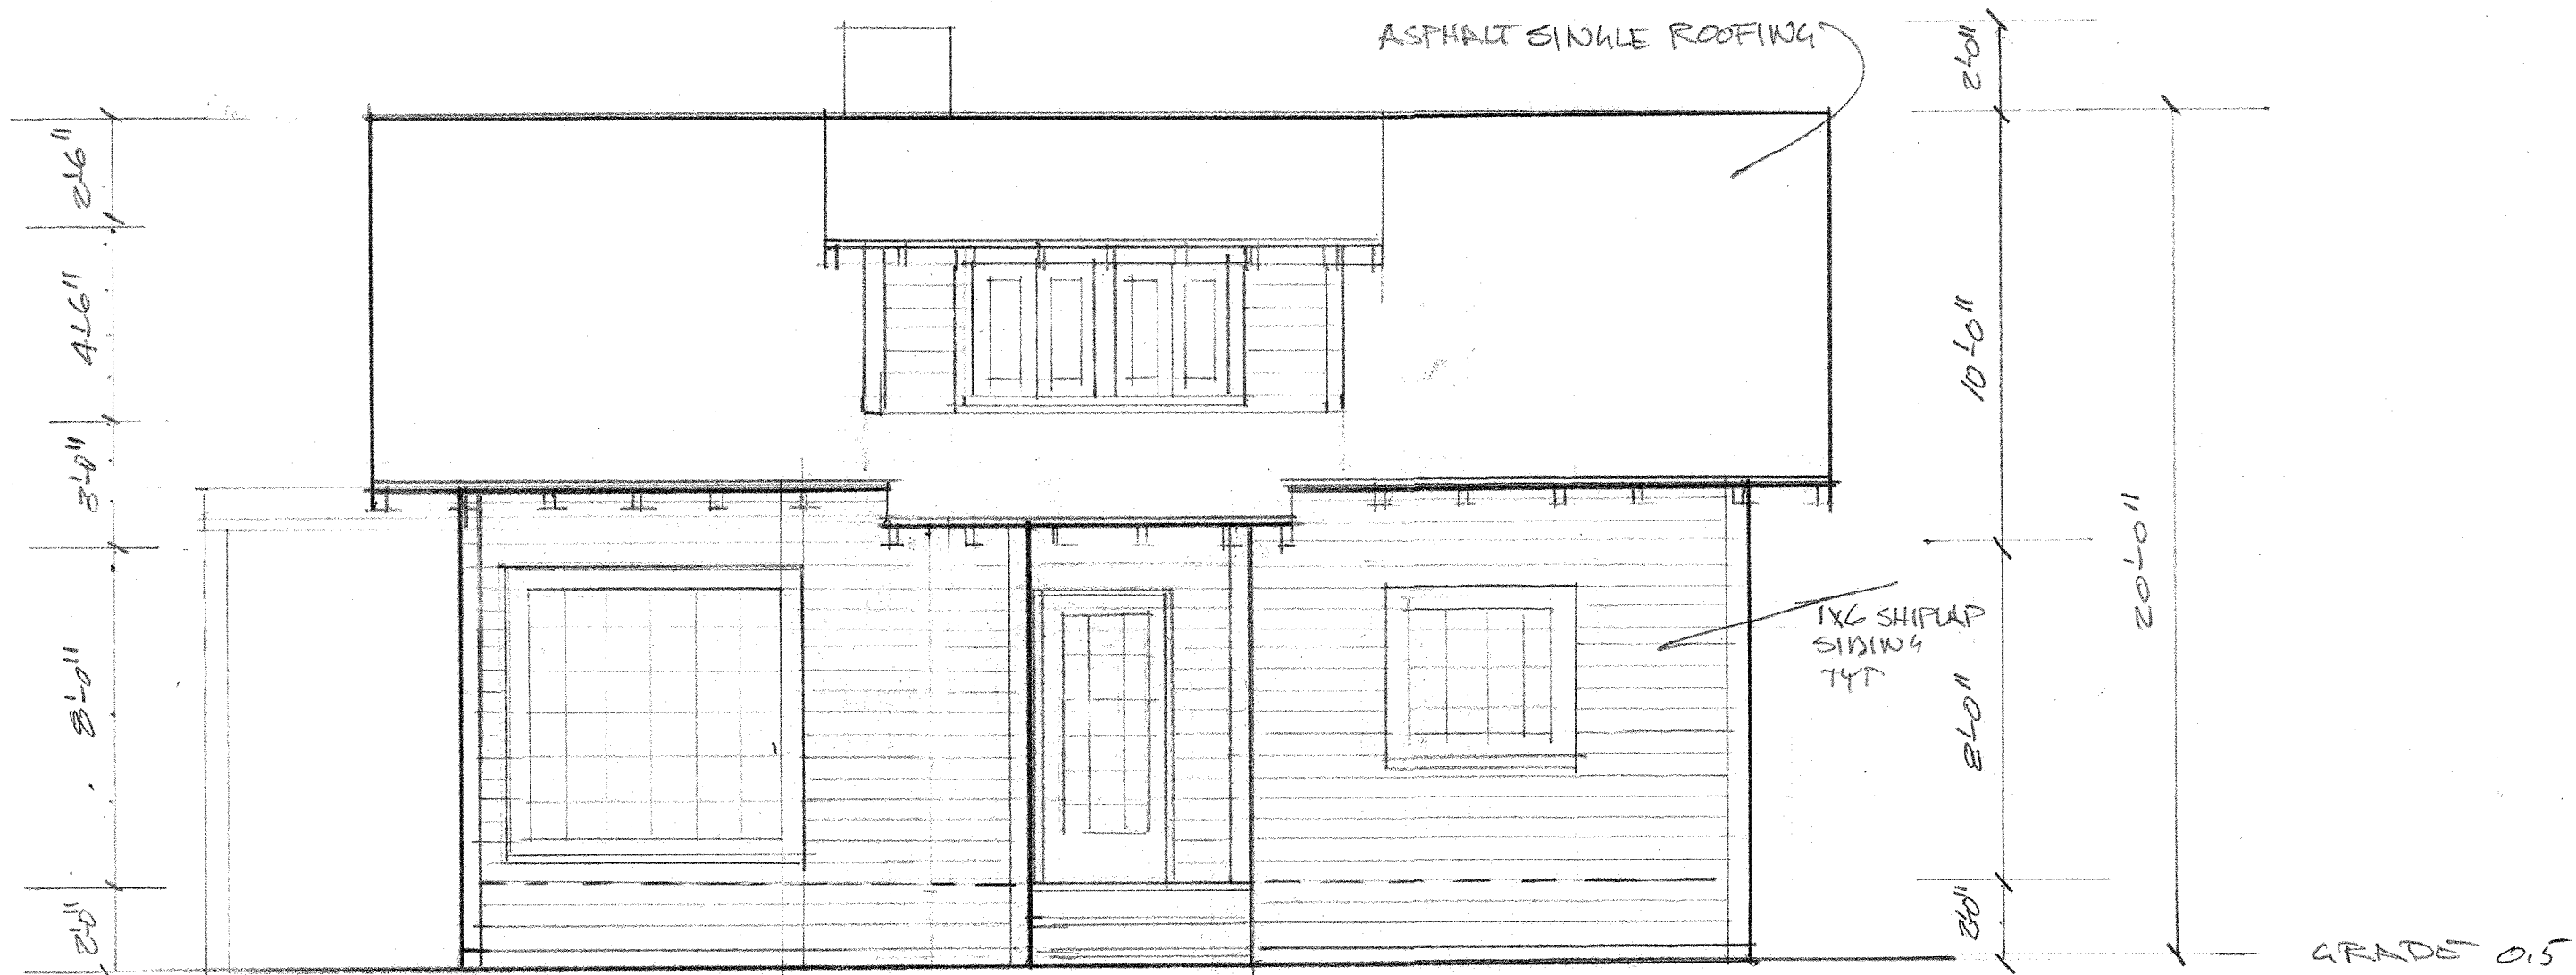 ASPHALT SINGLE ROOFING
2'-0"
2'-6"
4'-6"
10'-0"
3'-0"
20'-0"
1X6 SHIPLAP
SIDING
TYP
8'-0"
8'-0"
2'-0"
2'-0"
GRADE 0.5